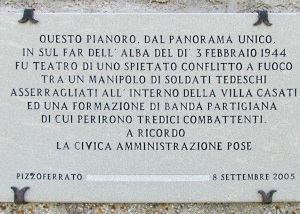 QUESTO PIANORO, DAL PANORAMA UNICO,
IN SUL FAR DELL'ALBA DEL DI' 3 FEBBRAIO 1944
FU TEATRO DI UNO SPIETATO CONFLITTO A FUOCO
TRA UN MANIPOLO DI SOLDATI TEDESCHI
ASSERRAGLIATI ALL'INTERNO DELLA VILLA CASATI
ED UNA FORMAZIONE DI BANDA PARTIGIANA
DI CUI PERIRONO TREDICI COMBATTENTI.
A RICORDO
LA CIVICA AMMINISTRAZIONE POSE
PIZZOFERRATO 8 SETTEMBRE 2005